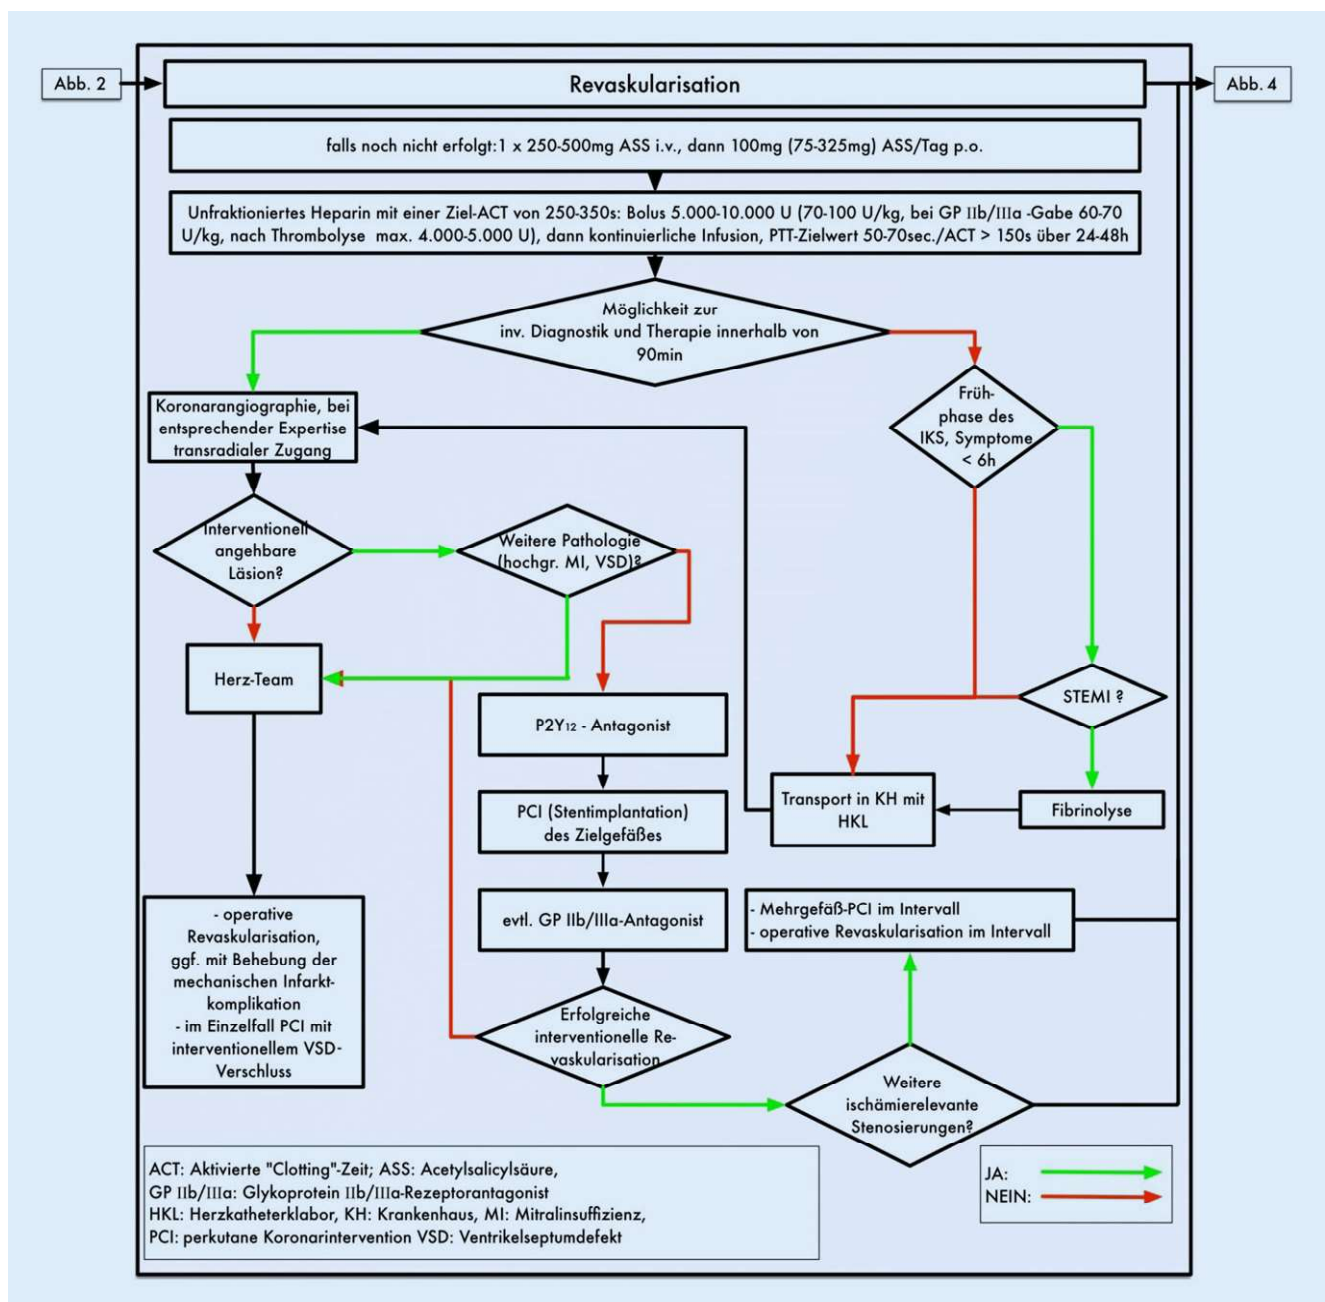 Abb. 2
Revaskularisation
Abb. 4
falls noch nicht erfolgt:1 x 250-500mg ASS i.v., dann 100mg (75-325mg) ASS/Tag p.o.
Unfraktioniertes Heparin mit einer Ziel-ACT von 250-350s: Bolus 5.000-10.000 U (70-100 U/kg, bei GP IIb/IIIa -Gabe 60-70
U/kg, nach Thrombolyse max. 4.000-5.000 U), dann kontinuierliche Infusion, PTT-Zielwert 50-70sec./ACT > 150s über 24-48h
Möglichkeit zur
inv. Diagnostik und Therapie innerhalb von
90min
Koronarangiographie, bei
entsprechender Expertise
transradialer Zugang
Früh-
phase des
IKS, Symptome
< 6h
Interventionell
angehbare
Läsion?
Weitere Pathologie
(hochgr. MI, VSD)?
Herz-Team
STEMI ?
P2Y12 - Antagonist
Transport in KH mit
HKL
Fibrinolyse
PCI (Stentimplantation)
des Zielgefäßes
- operative
Revaskularisation,
ggf. mit Behebung der
mechanischen Infarkt-
komplikation
- im Einzelfall PCI mit
interventionellem VSD-
Verschluss
evtl. GP IIb/IIIa-Antagonist
- Mehrgefäß-PCI im Intervall
- operative Revaskularisation im Intervall
Erfolgreiche
interventionelle Re-
vaskularisation
Weitere
ischämierelevante
Stenosierungen?
ACT: Aktivierte "Clotting"-Zeit; ASS: Acetylsalicylsäure,
GP IIb/IIIa: Glykoprotein IIb/IIIa-Rezeptorantagonist
HKL: Herzkatheterklabor, KH: Krankenhaus, MI: Mitralinsuffizienz,
PCI: perkutane Koronarintervention VSD: Ventrikelseptumdefekt
JA:
NEIN: